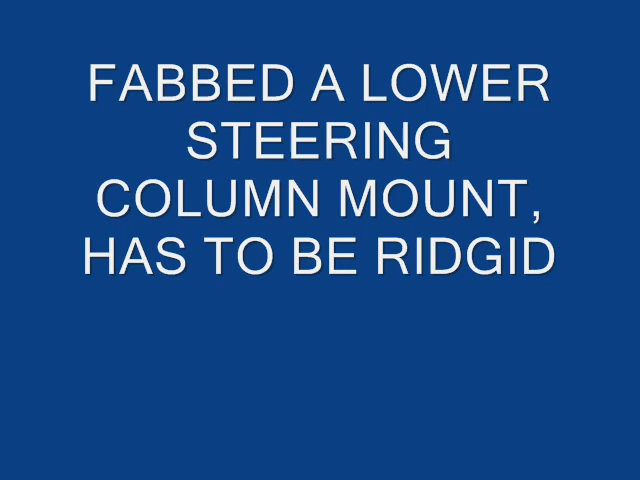 FABBED A LOWER
STEERING
COLUMN MOUNT,
HAS TO BE RIDGID